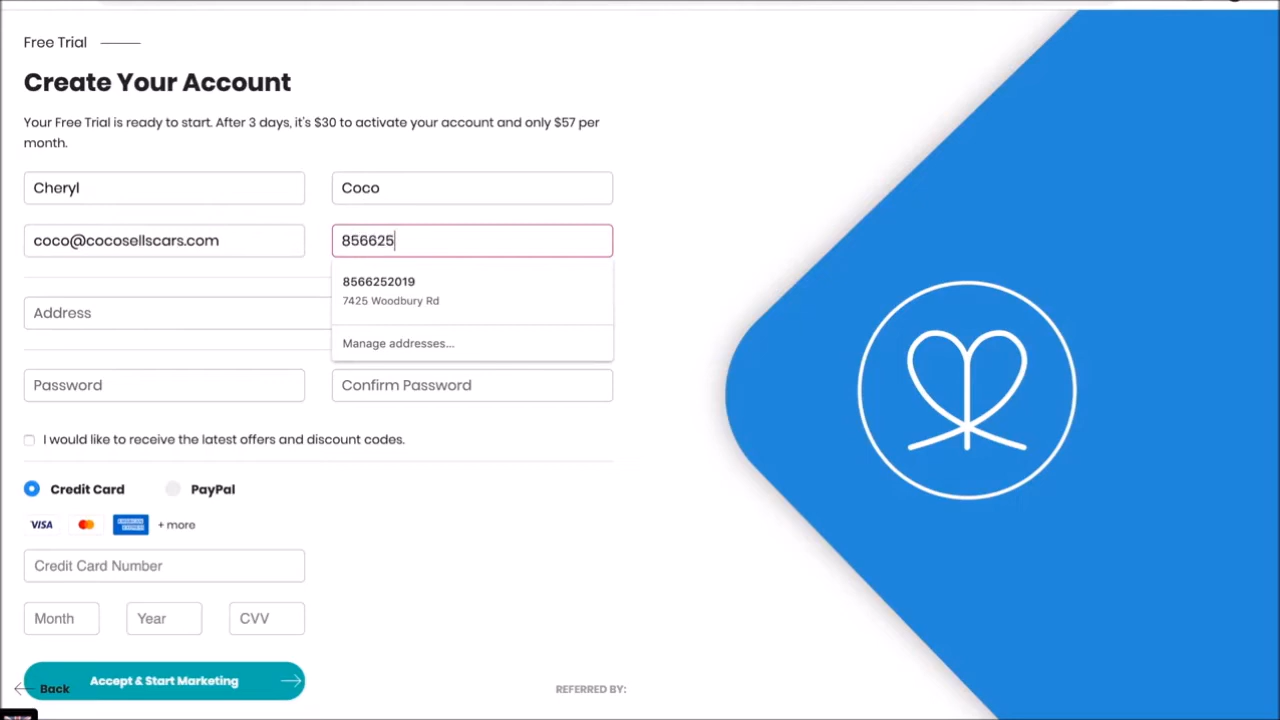 Free Trial
Create Your Account
Your Free Trial is ready to start. After 3 days, it's $30 to activate your account and only $57 per
month.
Cheryl
Coco
coco@cocosellscars.com
856625
8566252019
7425 Woodbury Rd
Address
Manage addresses...
Password
Confirm Password
I would like to receive the latest offers and discount codes.
Credit Card
PayPal
VISA
AMERICAN EXPRESS
+ more
Credit Card Number
Month
Year
CVV
Accept & Start Marketing
Back
REFERRED BY: